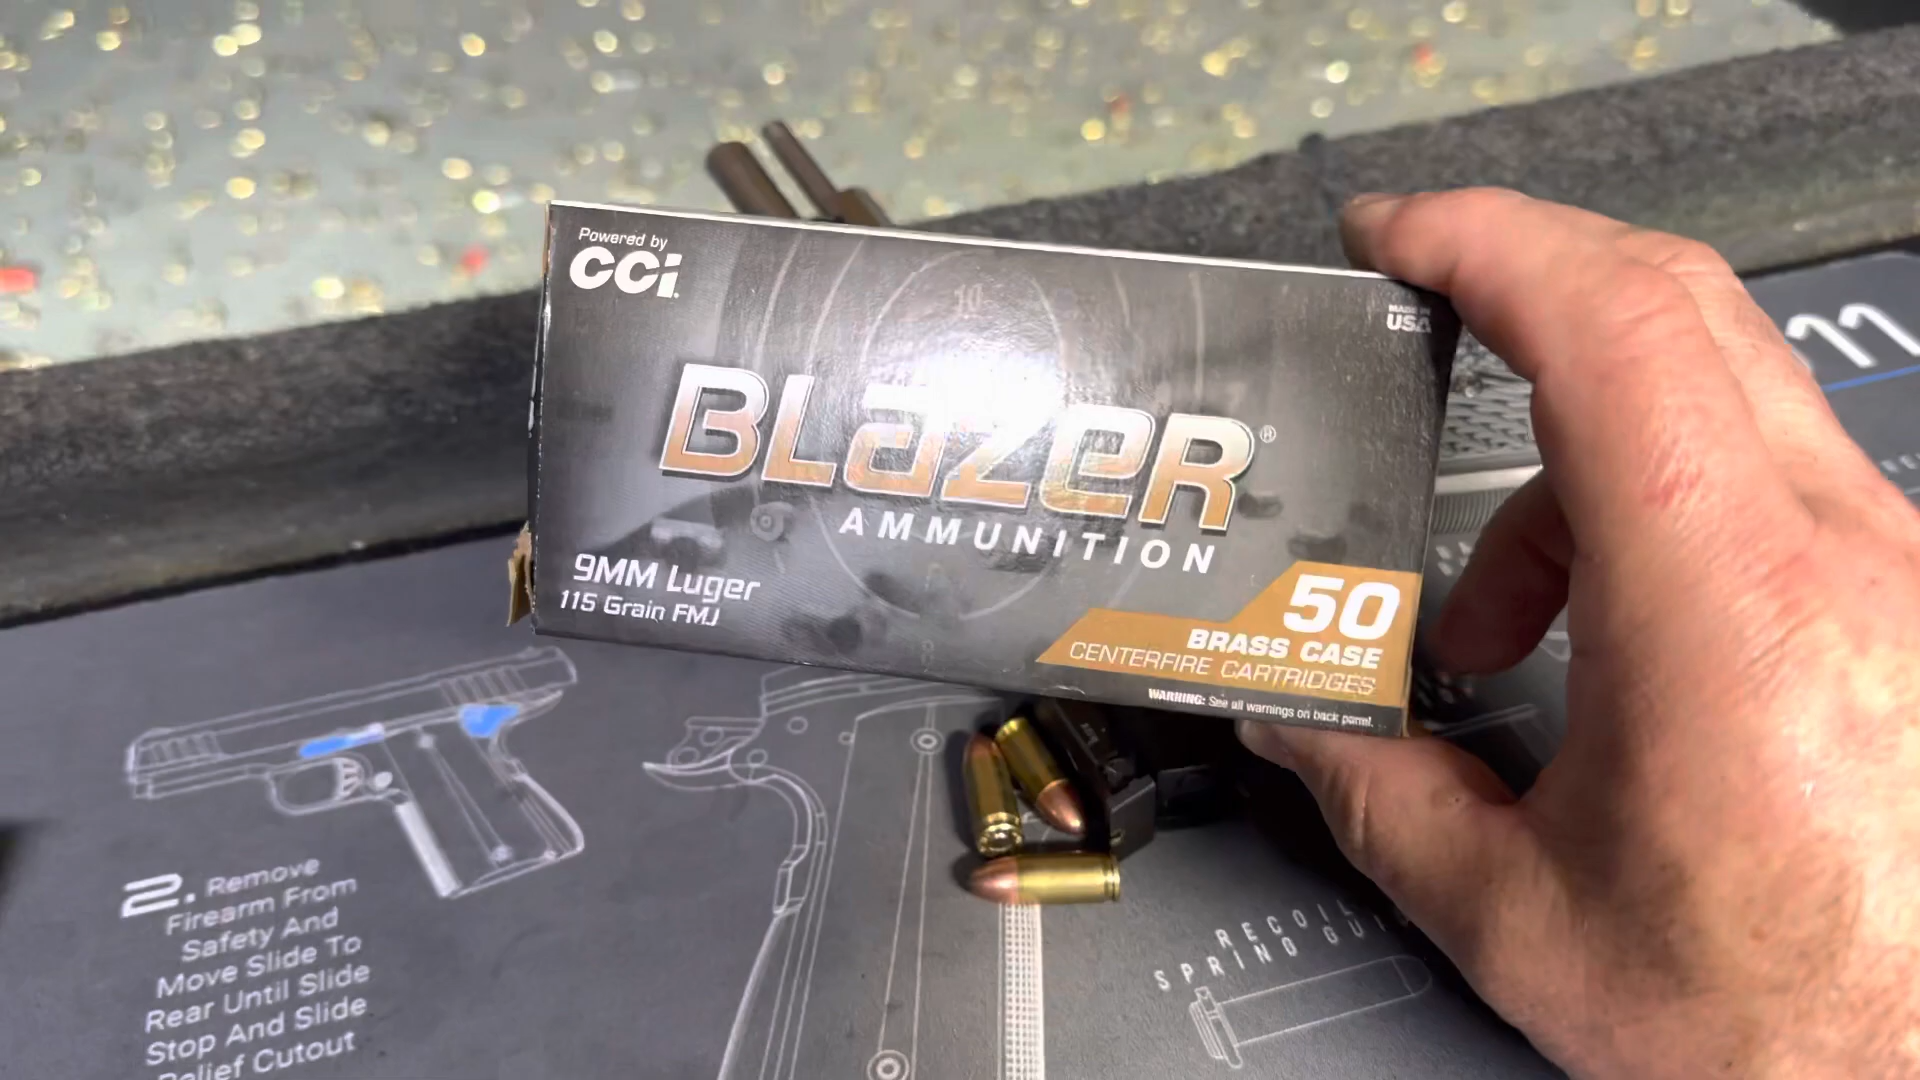 Powered by
CCI
MADE IN
USA
BLazeR®
AMMUNITION
9MM Luger
115 Grain FMJ
50
BRASS CASE
CENTERFIRE CARTRIDGES
WARNING: See all warnings on back panel.
10
11
2. Remove
Firearm From
Safety And
Move Slide To
Rear Until Slide
Stop And Slide
Relief Cutout
RECOIL
SPRING GUI